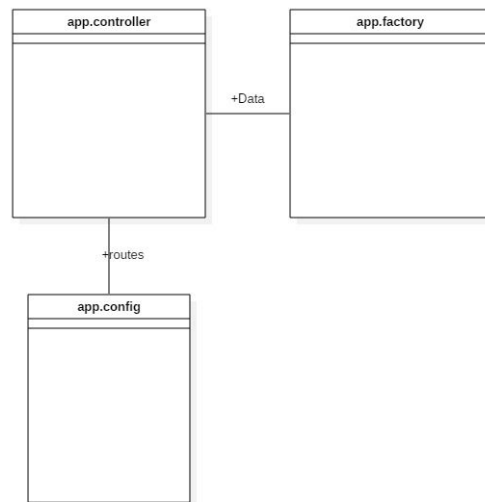 app.controller
app.factory
+Data
+routes
app.config